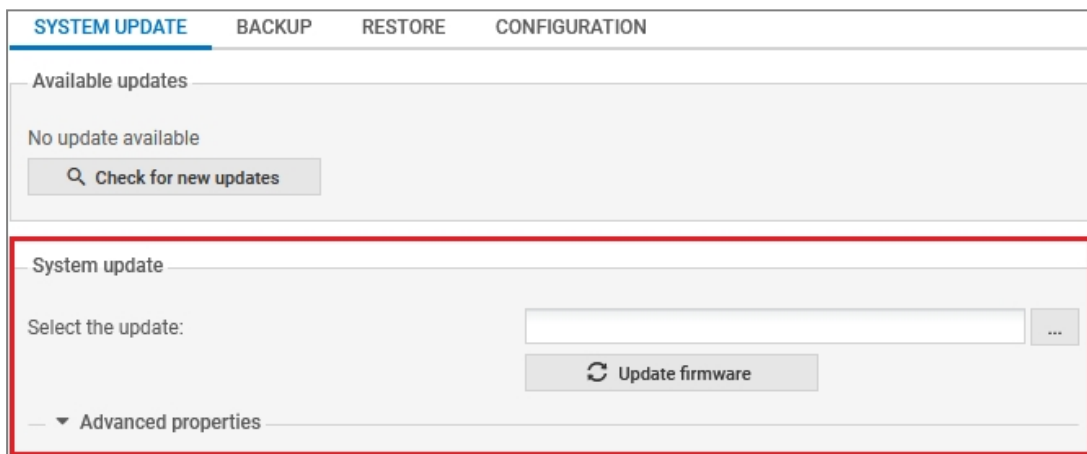 SYSTEM UPDATE BACKUP RESTORE CONFIGURATION
Available updates
No update available
Check for new updates
System update
Select the update: ...
Update firmware
Advanced properties